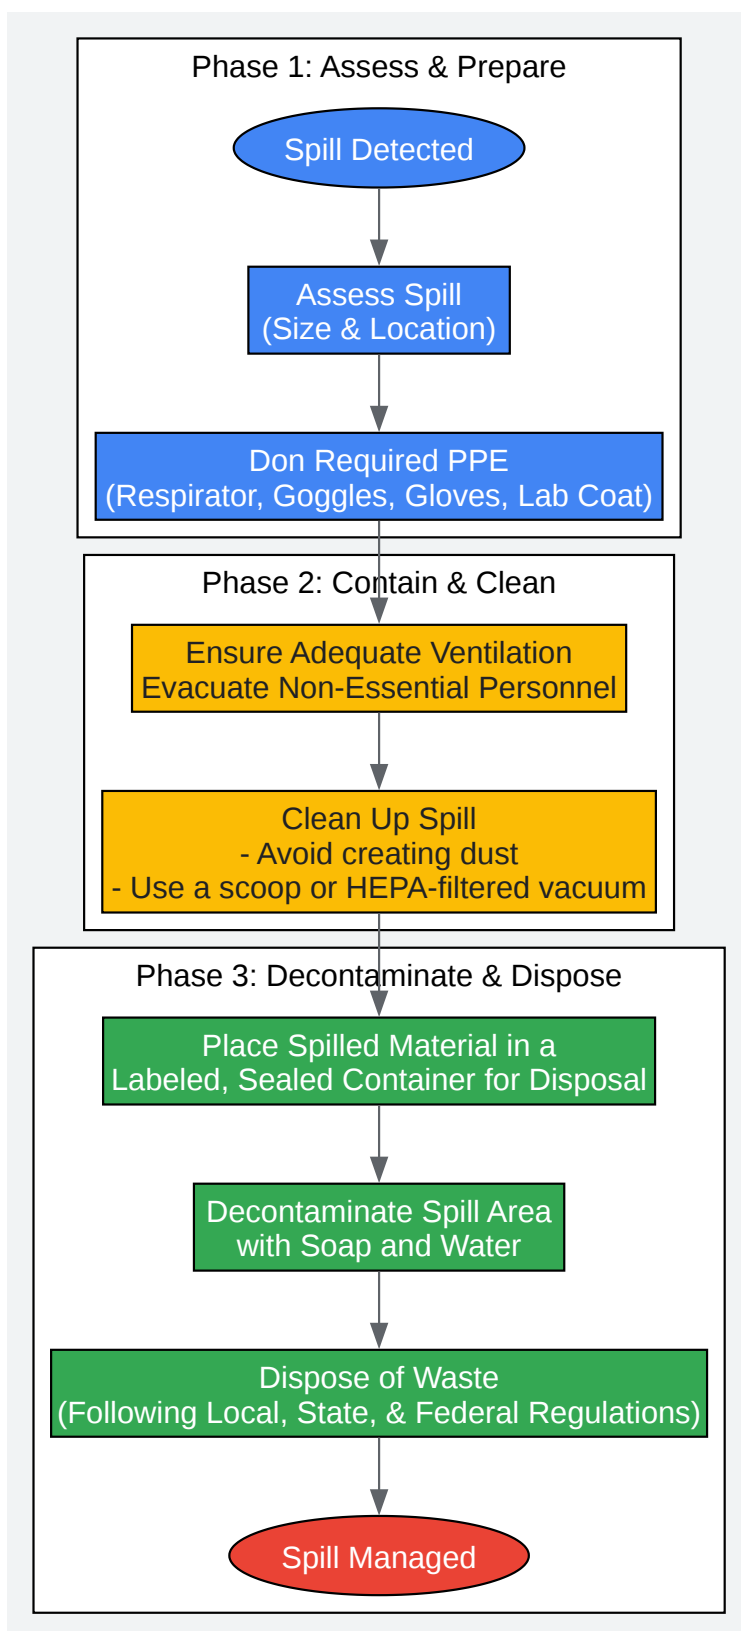 Phase 1: Assess & Prepare
Spill Detected
Assess Spill
(Size & Location)
Don Required PPE
(Respirator, Goggles, Gloves, Lab Coat)
Phase 2: Contain & Clean
Ensure Adequate Ventilation
Evacuate Non-Essential Personnel
Clean Up Spill
- Avoid creating dust
- Use a scoop or HEPA-filtered vacuum
Phase 3: Decontaminate & Dispose
Place Spilled Material in a
Labeled, Sealed Container for Disposal
Decontaminate Spill Area
with Soap and Water
Dispose of Waste
(Following Local, State, & Federal Regulations)
Spill Managed